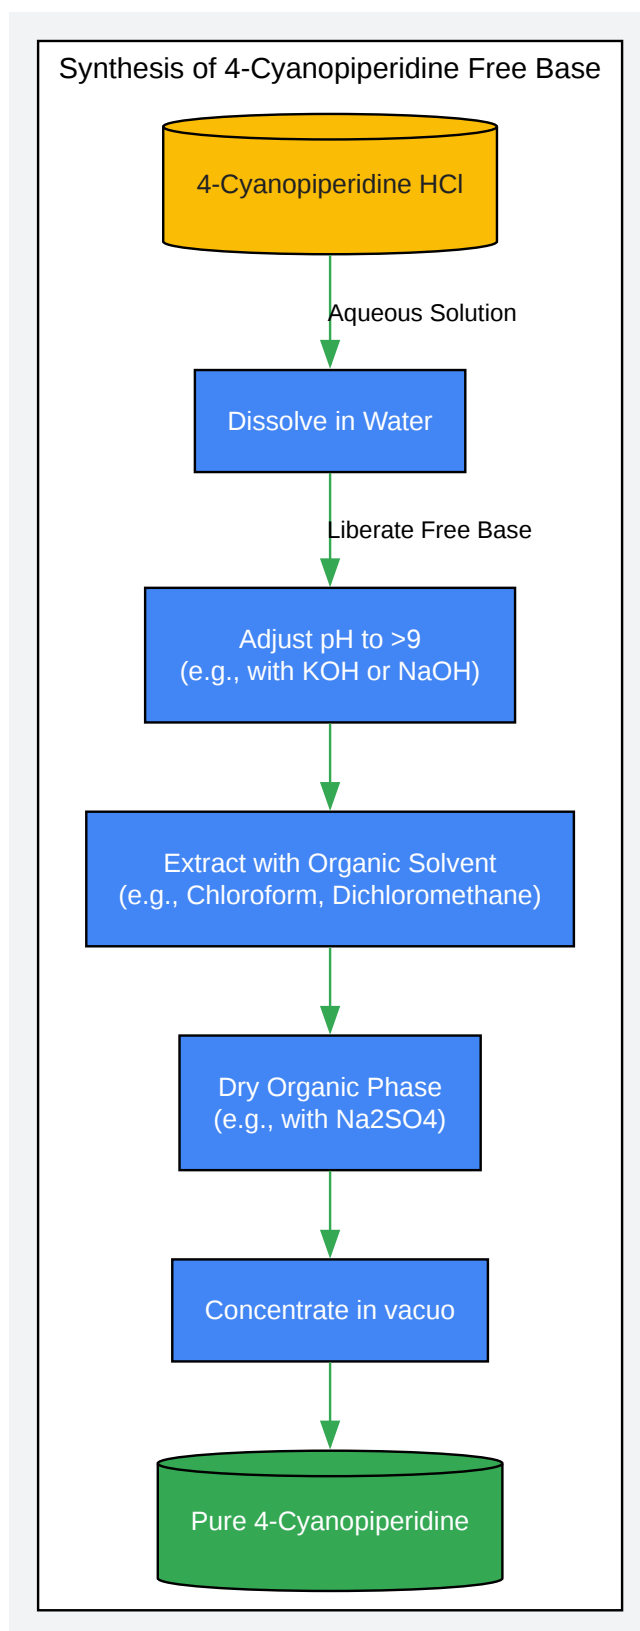 Synthesis of 4-Cyanopiperidine Free Base
4-Cyanopiperidine HCl
Aqueous Solution
Dissolve in Water
Liberate Free Base
Adjust pH to >9
(e.g., with KOH or NaOH)
Extract with Organic Solvent
(e.g., Chloroform, Dichloromethane)
Dry Organic Phase
(e.g., with Na2SO4)
Concentrate in vacuo
Pure 4-Cyanopiperidine